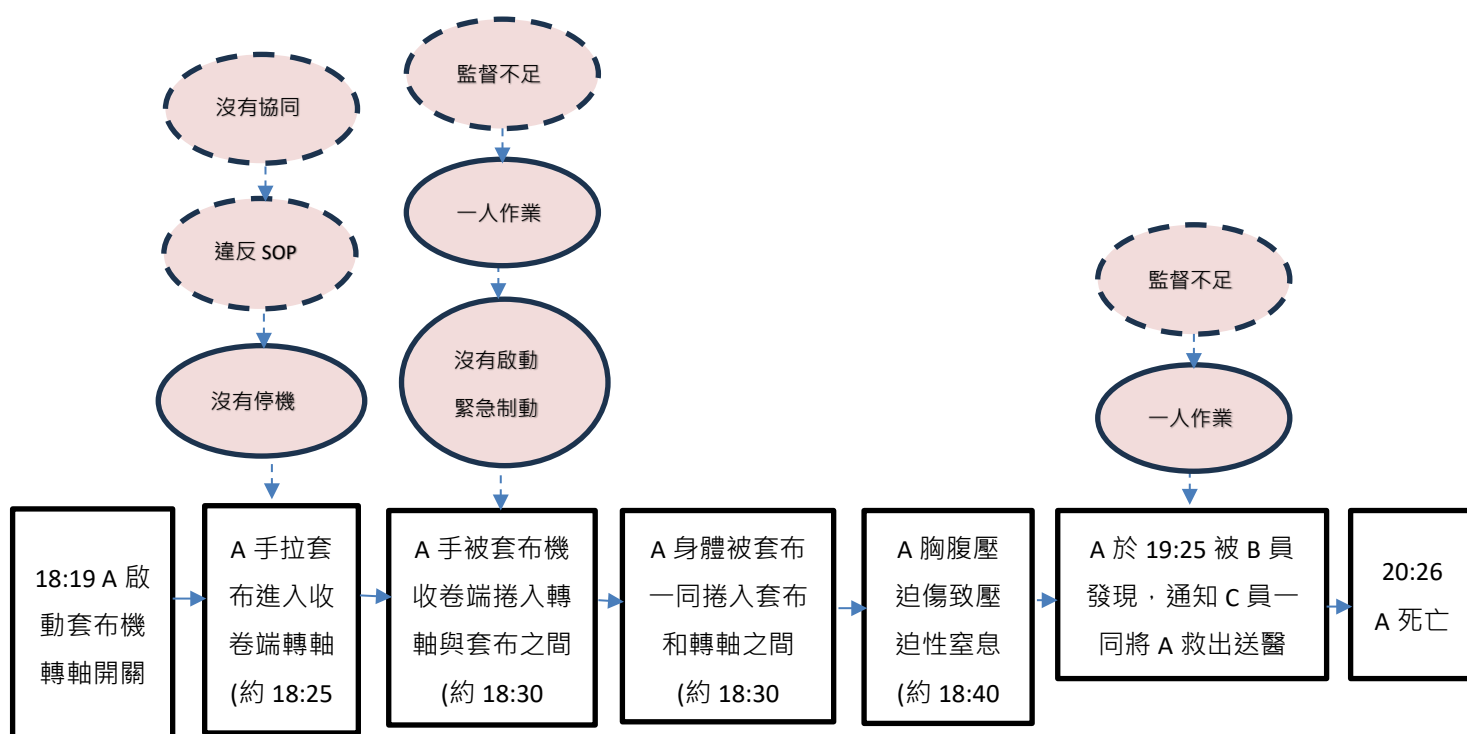 監督不足
沒有協同
一人作業
違反 SOP
監督不足
沒有啟動
緊急制動
沒有停機
一人作業
18:19 A 啟
動套布機
轉軸開關
A 手拉套
布進入收
卷端轉軸
(約 18:25
A 手被套布機
收卷端捲入轉
軸與套布之間
(約 18:30
A 身體被套布
一同捲入套布
和轉軸之間
(約 18:30
A 胸腹壓
迫傷致壓
迫性窒息
(約 18:40
A 於 19:25 被 B 員
發現，通知 C 員一
同將 A 救出送醫
20:26
A 死亡